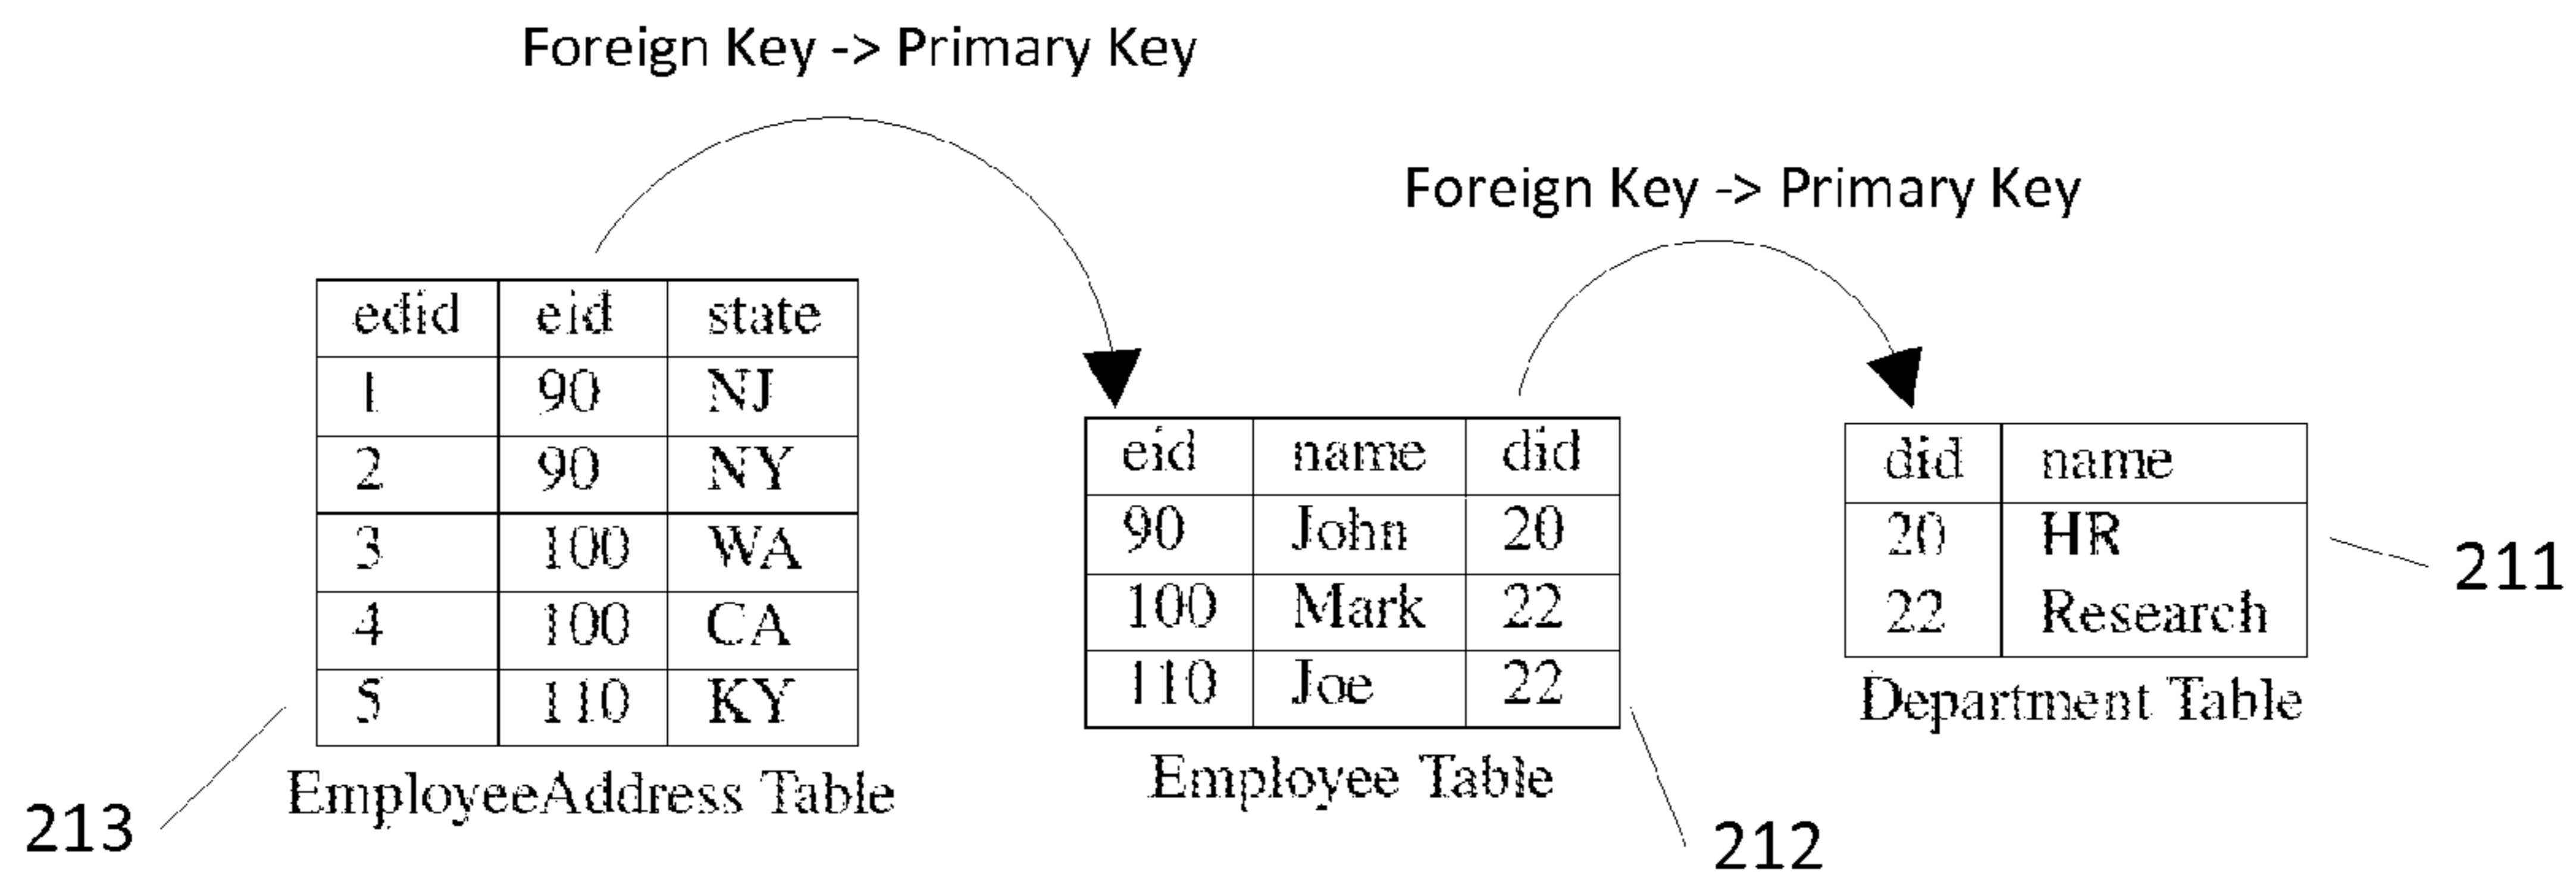 Foreign Key -> Primary Key
Foreign Key -> Primary Key
edid eid state
1 90 NJ
2 90 NY
3 100 WA
4 100 CA
5 110 KY
EmployeeAddress Table
213
eid name did
90 John 20
100 Mark 22
110 Joe 22
Employee Table
212
did name
20 HR
22 Research
Department Table
211